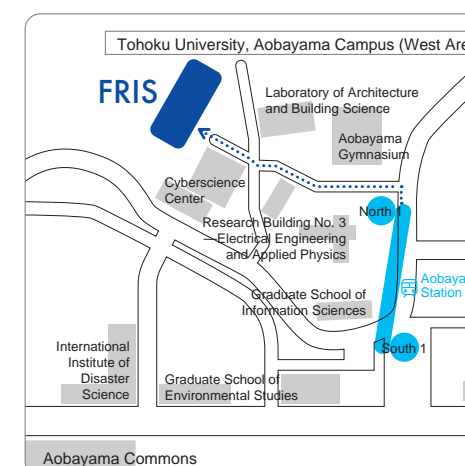 Tohoku University, Aobayama Campus (West Are
FRIS
Laboratory of Architecture
and Building Science
Aobayama
Gymnasium
Cyberscience
Center
North 1
Research Building No. 3
—Electrical Engineering
and Applied Physics
Aobaya
Station
Graduate School of
Information Sciences
South 1
International
Institute of
Disaster
Science
Graduate School of
Environmental Studies
Aobayama Commons